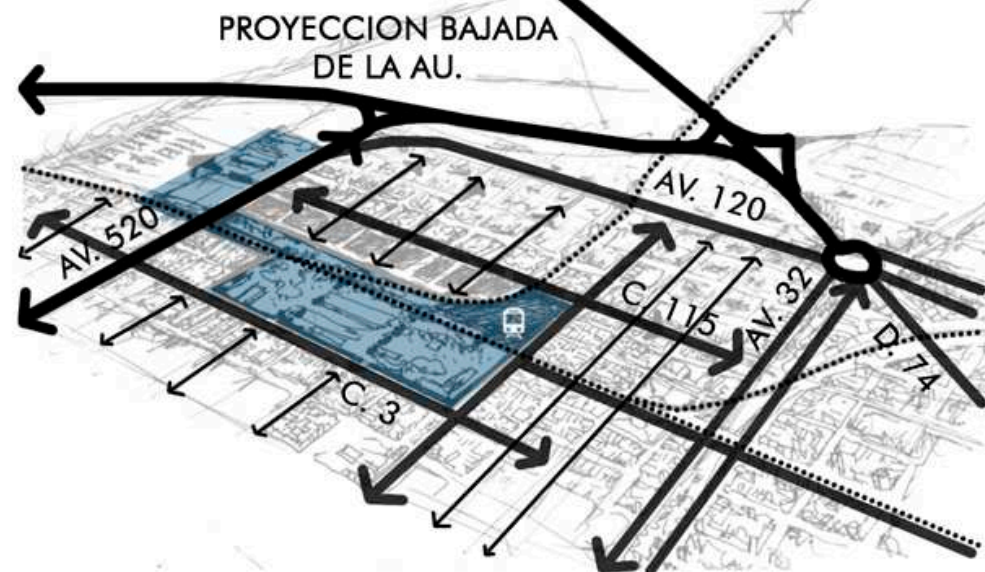 PROYECCION BAJADA
DE LA AU.
AV. 120
AV. 520
C. 115
AV. 32
D. 74
C. 3